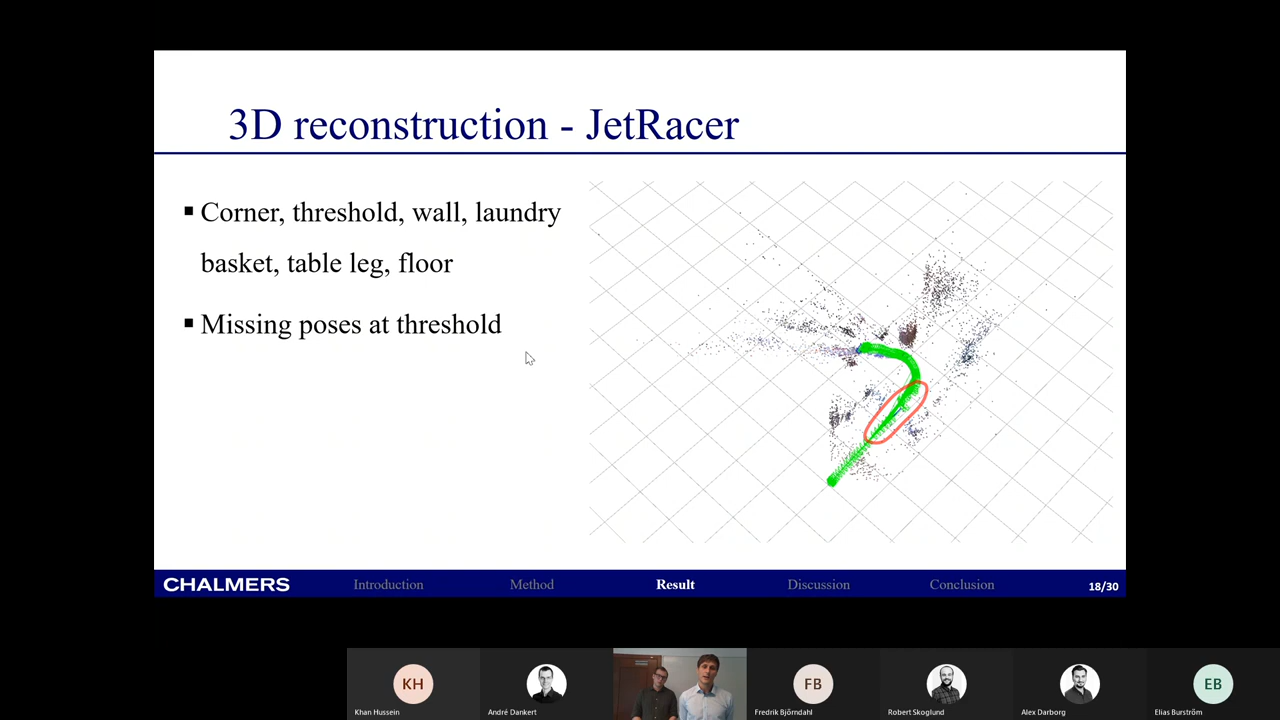 3D reconstruction - JetRacer
Corner, threshold, wall, laundry
basket, table leg, floor
Missing poses at threshold
CHALMERS
Introduction
Method
Result
Discussion
Conclusion
18/30
KH
FB
EB
Khan Hussein
André Dankert
Fredrik Björndahl
Robert Skoglund
Alex Darborg
Elias Burström